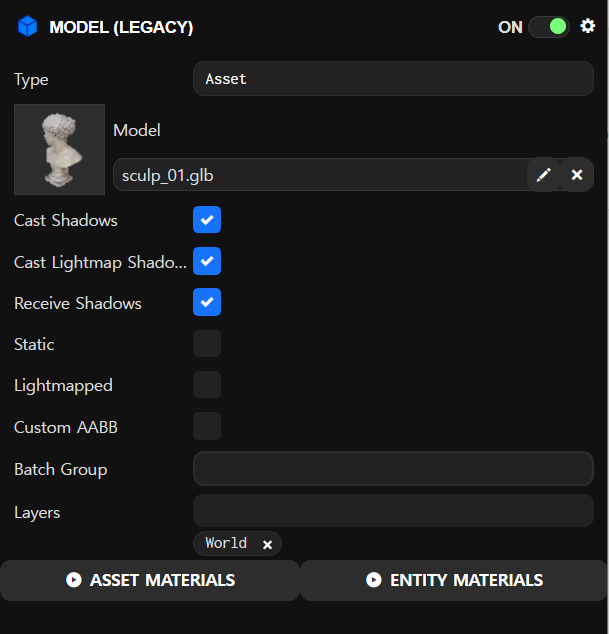 MODEL (LEGACY) ON
Type Asset
Model
sculp_01.glb
Cast Shadows
Cast Lightmap Shado...
Receive Shadows
Static
Lightmapped
Custom AABB
Batch Group
Layers
World
ASSET MATERIALS ENTITY MATERIALS